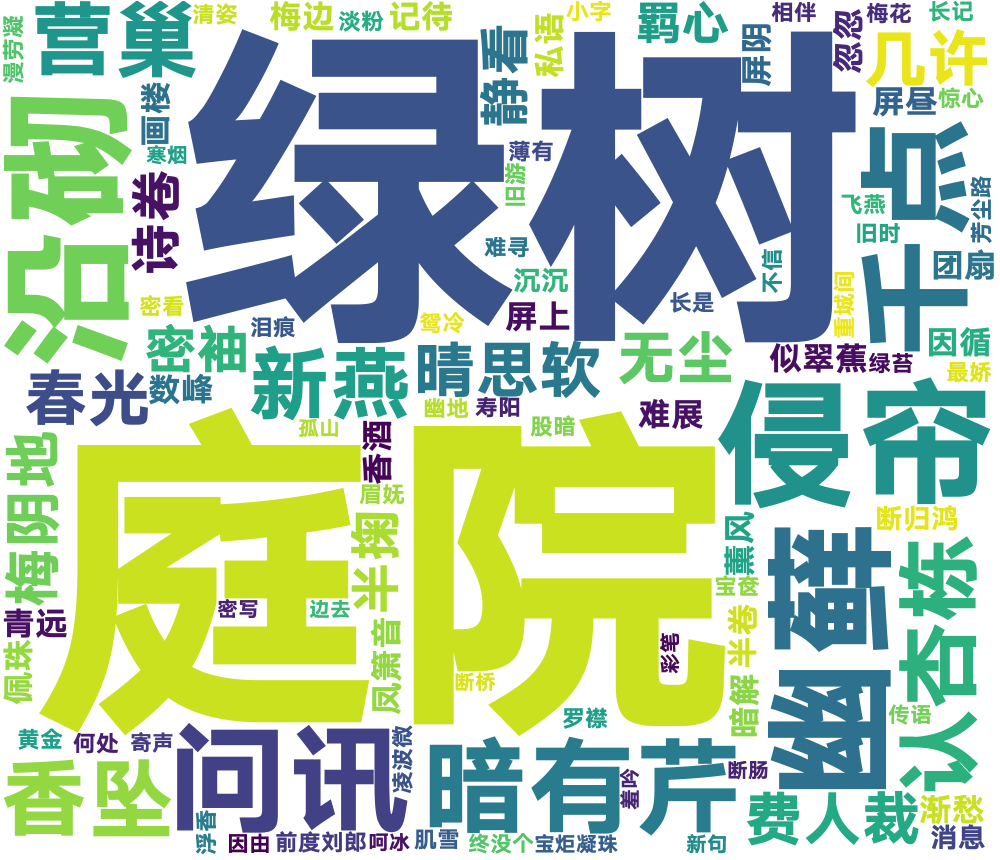 营巢
清姿
梅边
淡粉
记待
私语
小字
羁心
屏阴
相伴
忽忽
梅花
长记
几许
漫劳凝
静看
画楼
屏昼
惊心
绿树
沿砌
寒烟
诗卷
薄有
旧游
千点
飞燕
旧时
芳尘路
难寻
沉沉
不信
团扇
密看
泪痕
鸳冷
屏上
长是
重城间
密袖
新燕
晴思软
无尘
似翠蕉
绿苔
因循
最娇
春光
数峰
幽地
寿阳
股暗
难展
孤山
香酒
侵帘
庭院
梅阴地
眉妩
半掬
断归鸿
薰风
幽藓
认杏栋
宝奁
青远
密写
边去
凤箫音
彩笔
半卷
佩珠
断桥
暗解
罗襟
传语
黄金
何处
寄声
问讯
凌波微
暗有芹
断肠
香坠
羞吟
费人裁
渐愁
消息
浮香
因由
前度刘郎
呵冰
肌雪
终没个
宝炬凝珠
新句